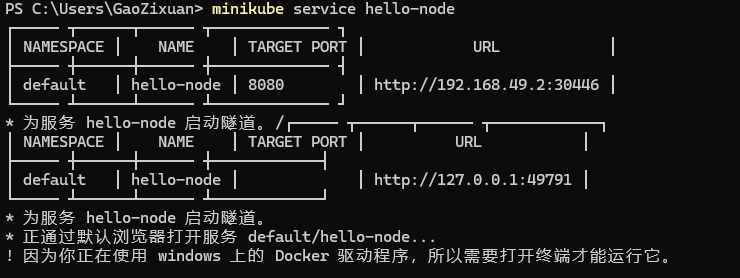 PS C:\Users\GaoZixuan> minikube service hello-node
NAMESPACE | NAME | TARGET PORT | URL
default | hello-node | 8080 | http://192.168.49.2:30446
* 为服务 hello-node 启动隧道。/
NAMESPACE | NAME | TARGET PORT | URL
default | hello-node | | http://127.0.0.1:49791
* 为服务 hello-node 启动隧道。
* 正通过默认浏览器打开服务 default/hello-node...
! 因为你正在使用 windows 上的 Docker 驱动程序，所以需要打开终端才能运行它。